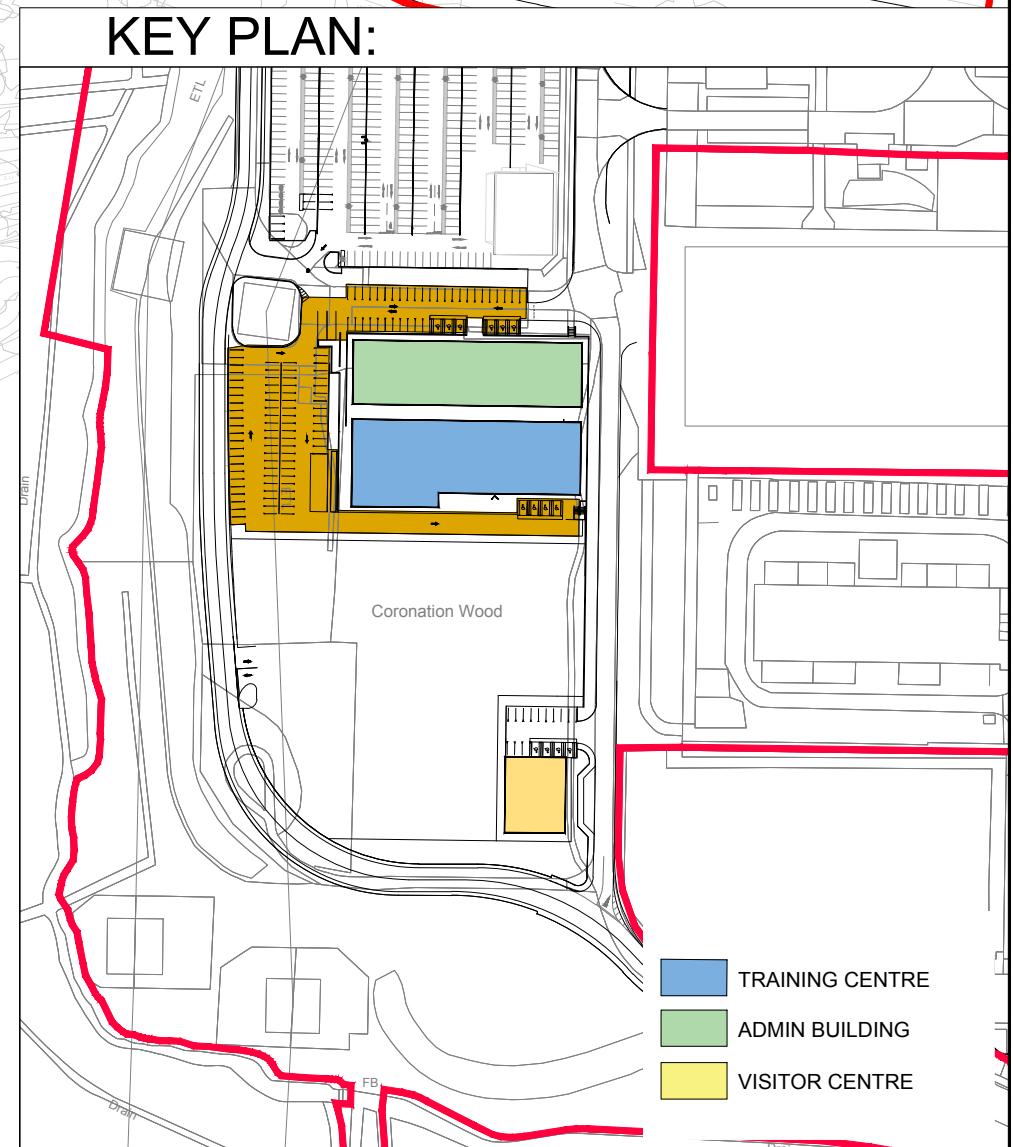 KEY PLAN:
ETL
Drain
Coronation Wood
TRAINING CENTRE
ADMIN BUILDING
VISITOR CENTRE
FB
Drain